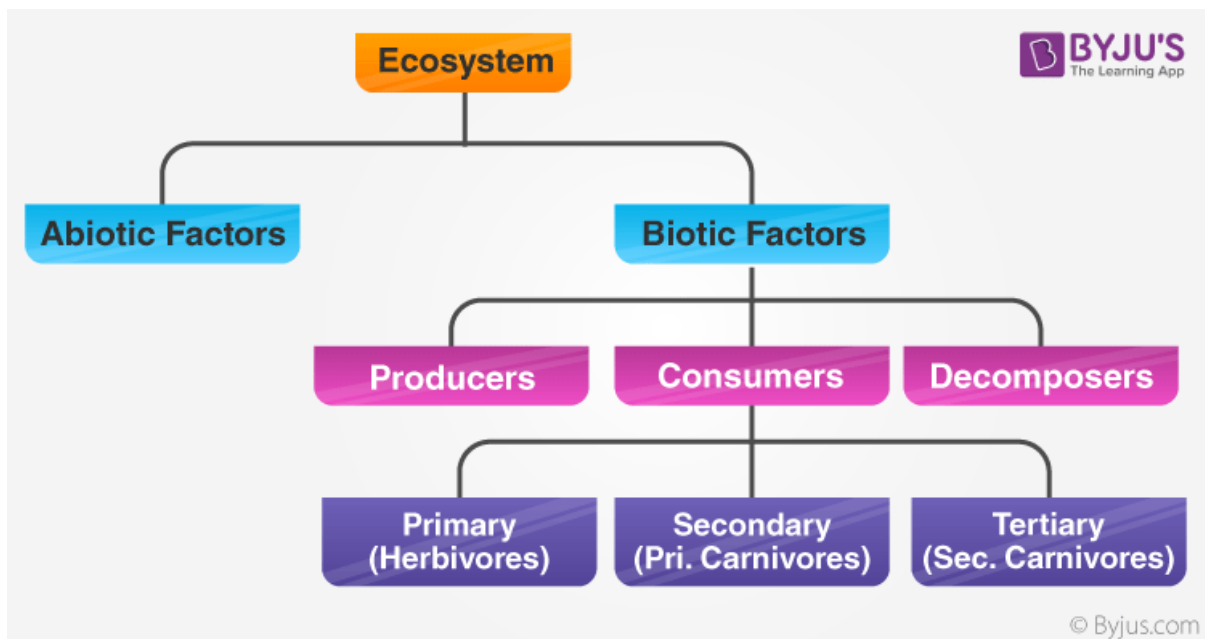 Ecosystem
BYJU'S
The Learning App
Abiotic Factors
Biotic Factors
Producers
Consumers
Decomposers
Primary
(Herbivores)
Secondary
(Pri. Carnivores)
Tertiary
(Sec. Carnivores)
© Byjus.com